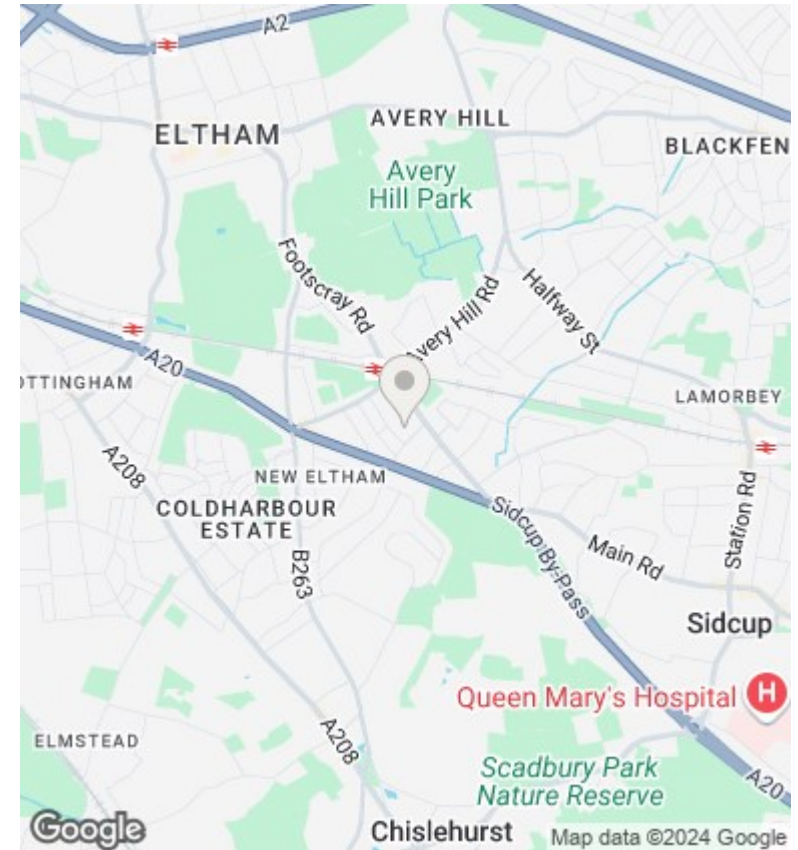 A2
ELTHAM
AVERY HILL
BLACKFEN
Avery
Hill Park
Footscray Rd
Avery Hill Rd
Halfway St
A20
OTTINGHAM
LAMORBEY
A208
NEW ELTHAM
COLDHARBOUR
ESTATE
B263
Sidcup By-Pass
Main Rd
Station Rd
Sidcup
Queen Mary's Hospital
H
ELMSTEAD
A208
Scadbury Park
Nature Reserve
A20
Google
Chislehurst
Map data ©2024 Google